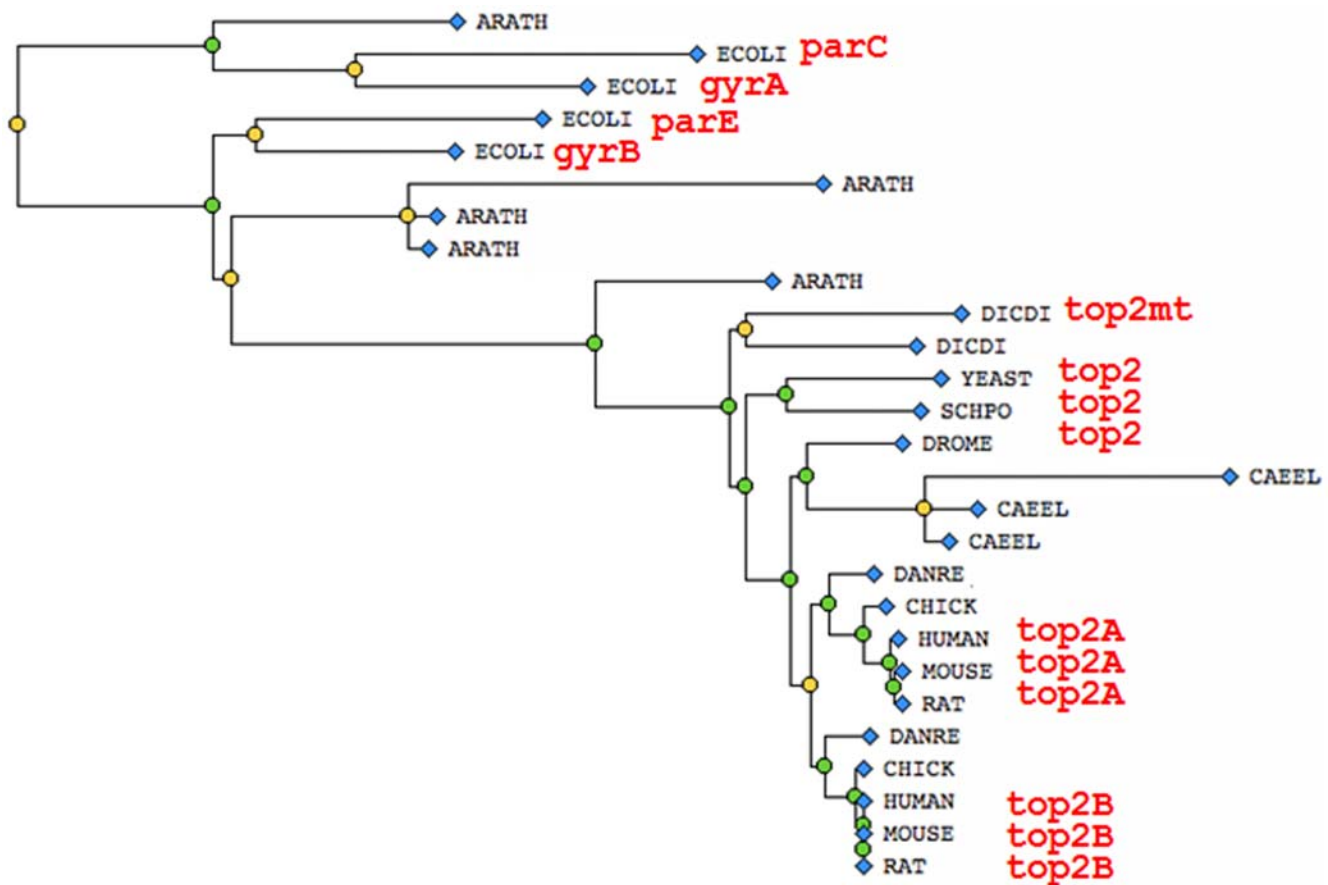 ARATH
ECOLI parC
ECOLI gyrA
ECOLI parE
ECOLI gyrB
ARATH
ARATH
ARATH
ARATH
DICDI top2mt
DICDI
YEAST top2
SCHPO top2
DROME top2
CAEEL
CAEEL
CAEEL
DANRE
CHICK
HUMAN top2A
MOUSE top2A
RAT top2A
DANRE
CHICK
HUMAN top2B
MOUSE top2B
RAT top2B